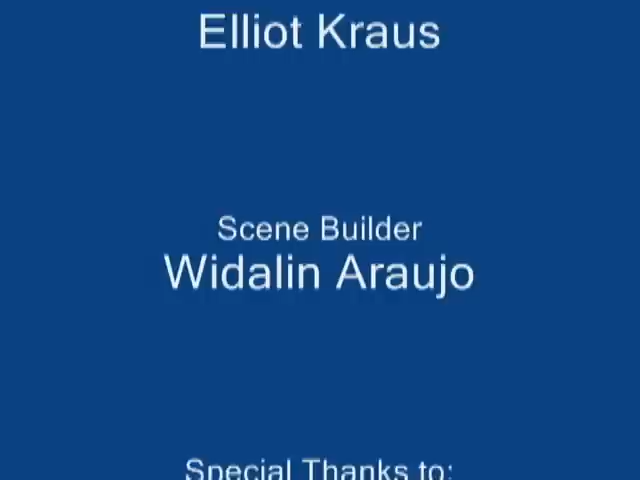 Elliot Kraus
Scene Builder
Widalin Araujo
Special Thanks to: